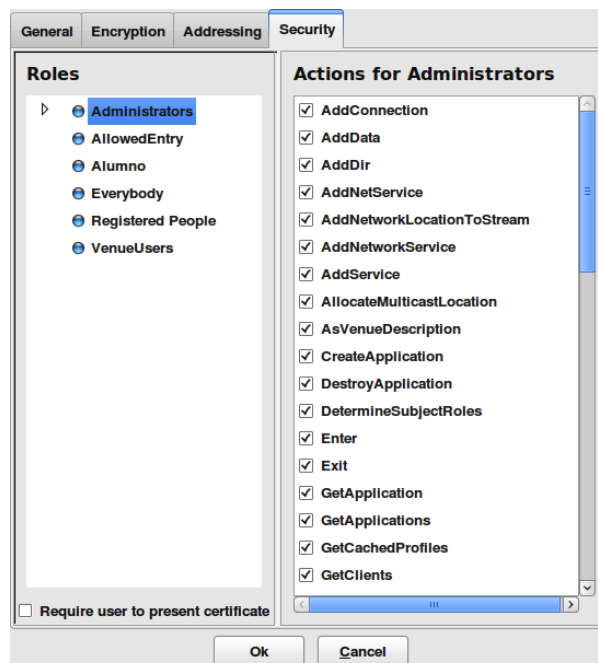 General Encryption Addressing Security
Roles
Administrators
AllowedEntry
Alumno
Everybody
Registered People
VenueUsers
Require user to present certificate
Actions for Administrators
AddConnection
AddData
AddDir
AddNetService
AddNetworkLocationToStream
AddNetworkService
AddService
AllocateMulticastLocation
AsVenueDescription
CreateApplication
DestroyApplication
DetermineSubjectRoles
Enter
Exit
GetApplication
GetApplications
GetCachedProfiles
GetClients
Ok Cancel